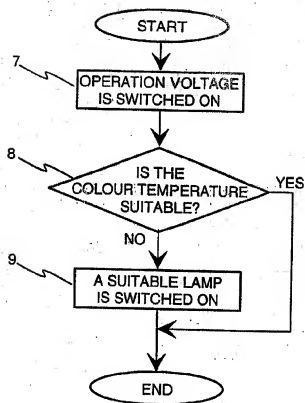 START
7
OPERATION VOLTAGE
IS SWITCHED ON
8
IS THE
COLOUR TEMPERATURE
SUITABLE?
YES
NO
9
A SUITABLE LAMP
IS SWITCHED ON
END